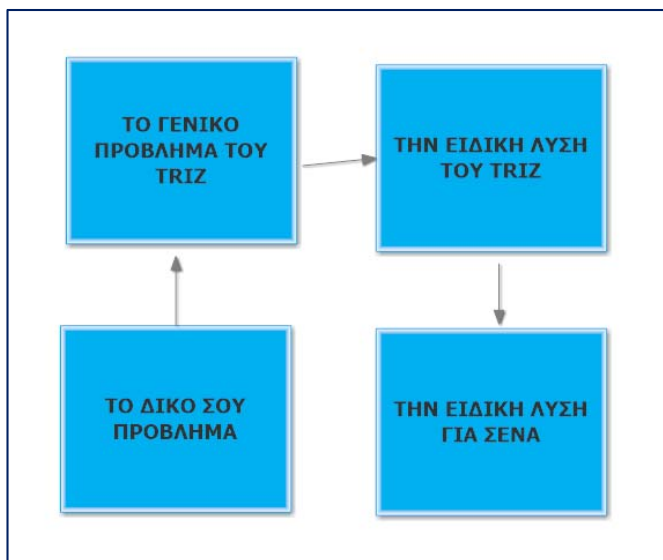 ΤΟ ΓΕΝΙΚΟ
ΠΡΟΒΛΗΜΑ ΤΟΥ
TRIZ
ΤΗΝ ΕΙΔΙΚΗ ΛΥΣΗ
ΤΟΥ TRIZ
ΤΟ ΔΙΚΟ ΣΟΥ
ΠΡΟΒΛΗΜΑ
ΤΗΝ ΕΙΔΙΚΗ ΛΥΣΗ
ΓΙΑ ΣΕΝΑ